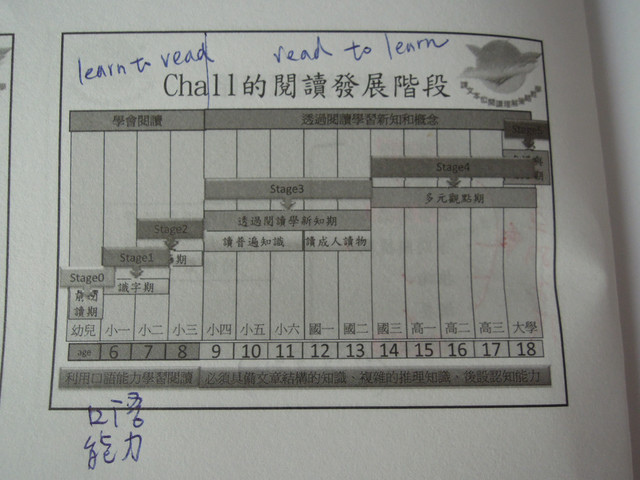 learn to read read to learn
Chall的閱讀發展階段
學會閱讀 透過閱讀學習新知和概念
Stage4
Stage3 多元觀點期
Stage2 透過閱讀學新知期
Stage1 期 讀普遍知識 讀成人讀物
Stage0 識字期
讀期
幼兒 小一 小二 小三 小四 小五 小六 國一 國二 國三 高一 高二 高三 大學
age 6 7 8 9 10 11 12 13 14 15 16 17 18
利用口語能力學習閱讀 必須具備文章結構的知識、複雜的推理知識、後設認知能力
口語
能力